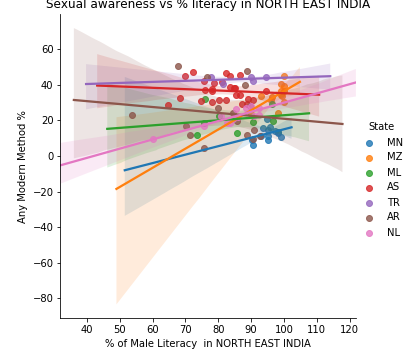 Sexual awareness vs % literacy in NORTH EAST INDIA
60
40
20
0
−20
−40
−60
−80
Any Modern Method %
40 50 60 70 80 90 100 110 120
% of Male Literacy in NORTH EAST INDIA
State
MN
MZ
ML
AS
TR
AR
NL